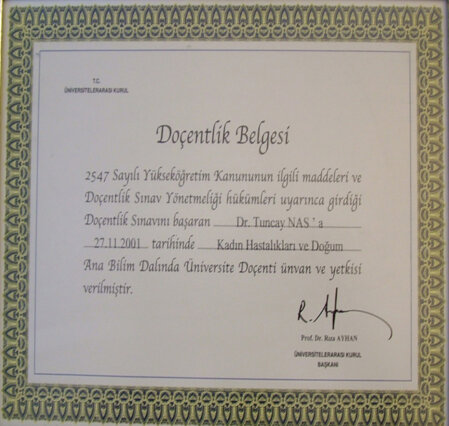 T.C.
ÜNİVERSİTELERARASI KURUL
Doçentlik Belgesi
2547 Sayılı Yükseköğretim Kanununun ilgili maddeleri ve
Doçentlik Sınav Yönetmeliği hükümleri uyarınca girdiği
Doçentlik Sınavını başaran Dr. Tuncay NAS ' a
27.11.2001 tarihinde Kadın Hastalıkları ve Doğum
Ana Bilim Dalında Üniversite Doçenti ünvan ve yetkisi
verilmiştir.
R. Ayhan
Prof. Dr. Rıza AYHAN
ÜNİVERSİTELERARASI KURUL
BAŞKANI